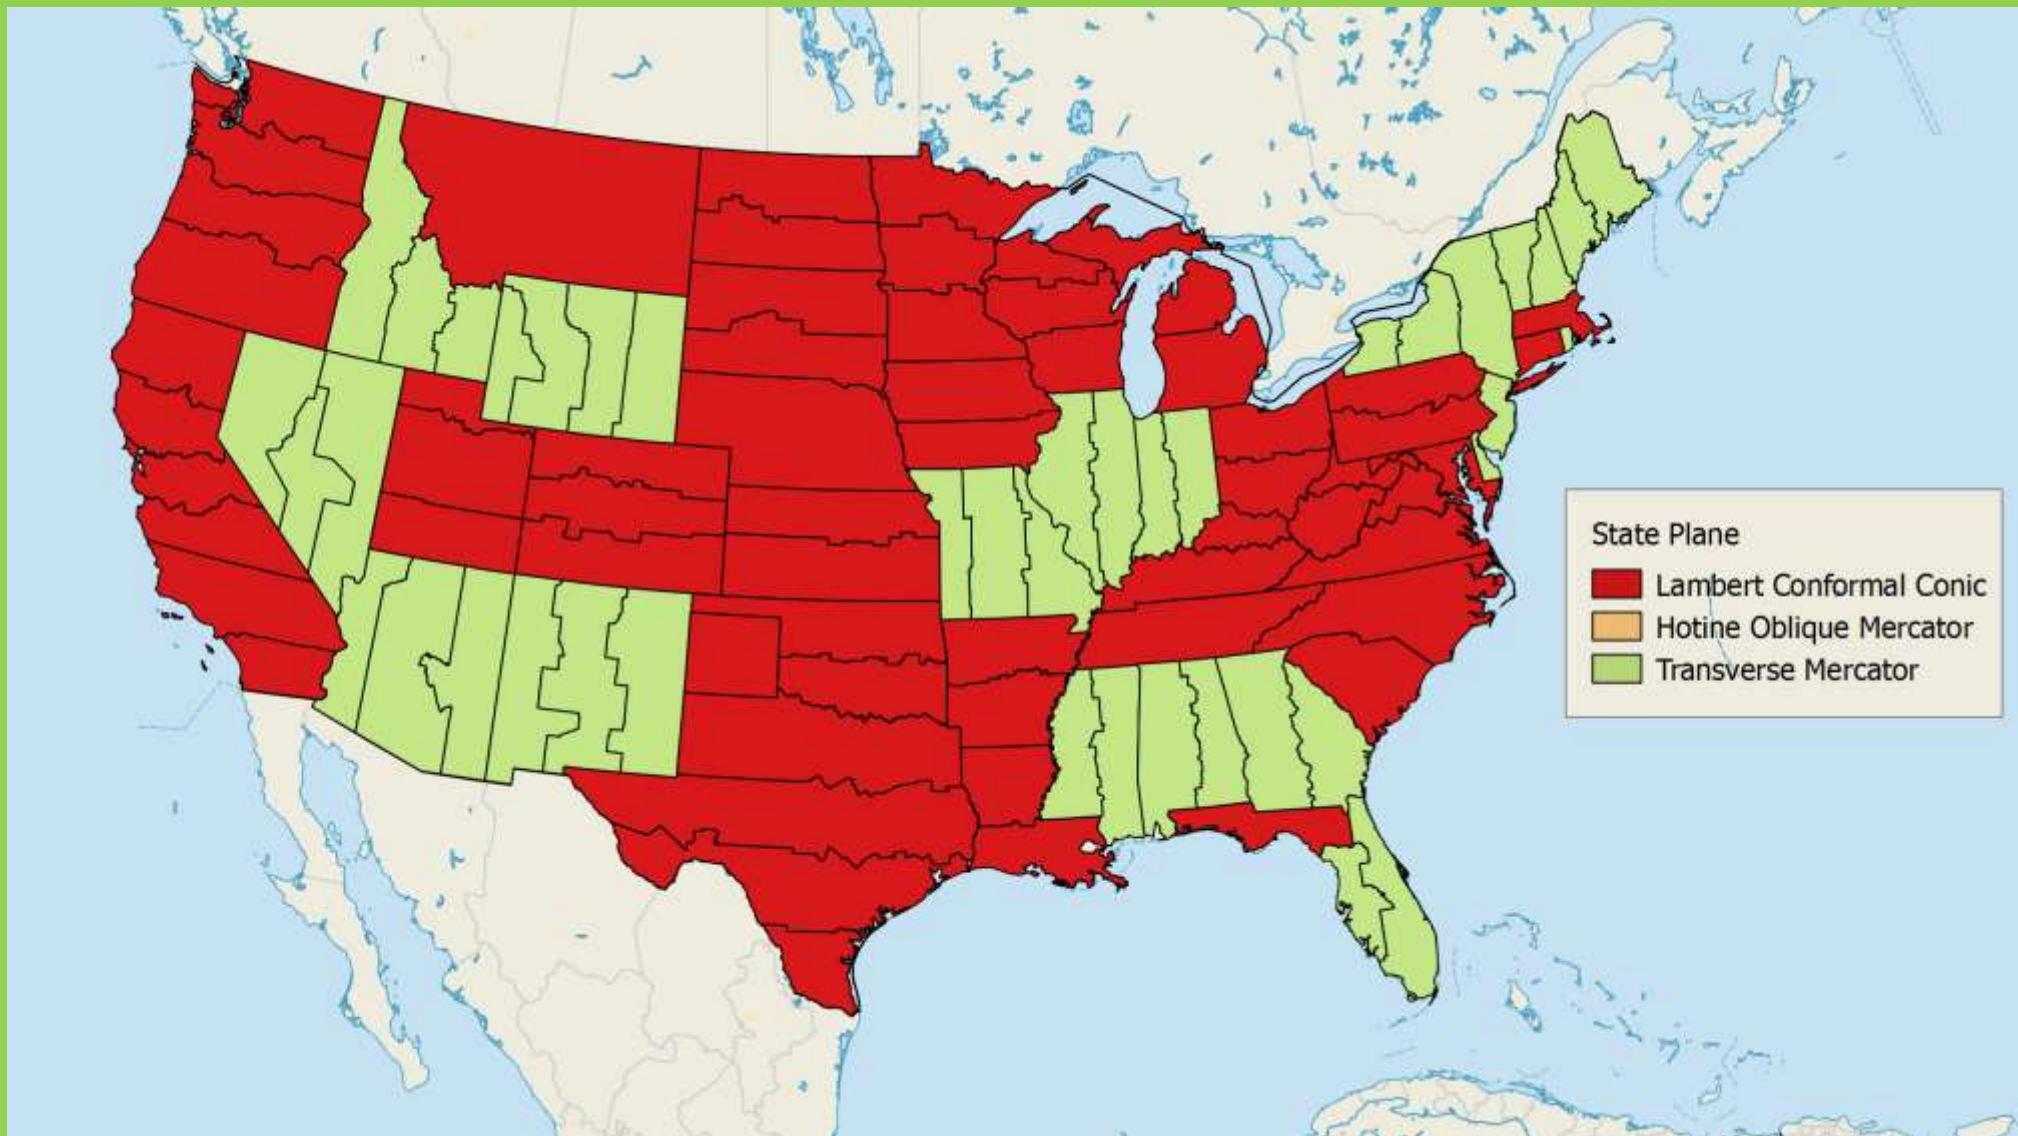 State Plane
Lambert Conformal Conic
Hotine Oblique Mercator
Transverse Mercator